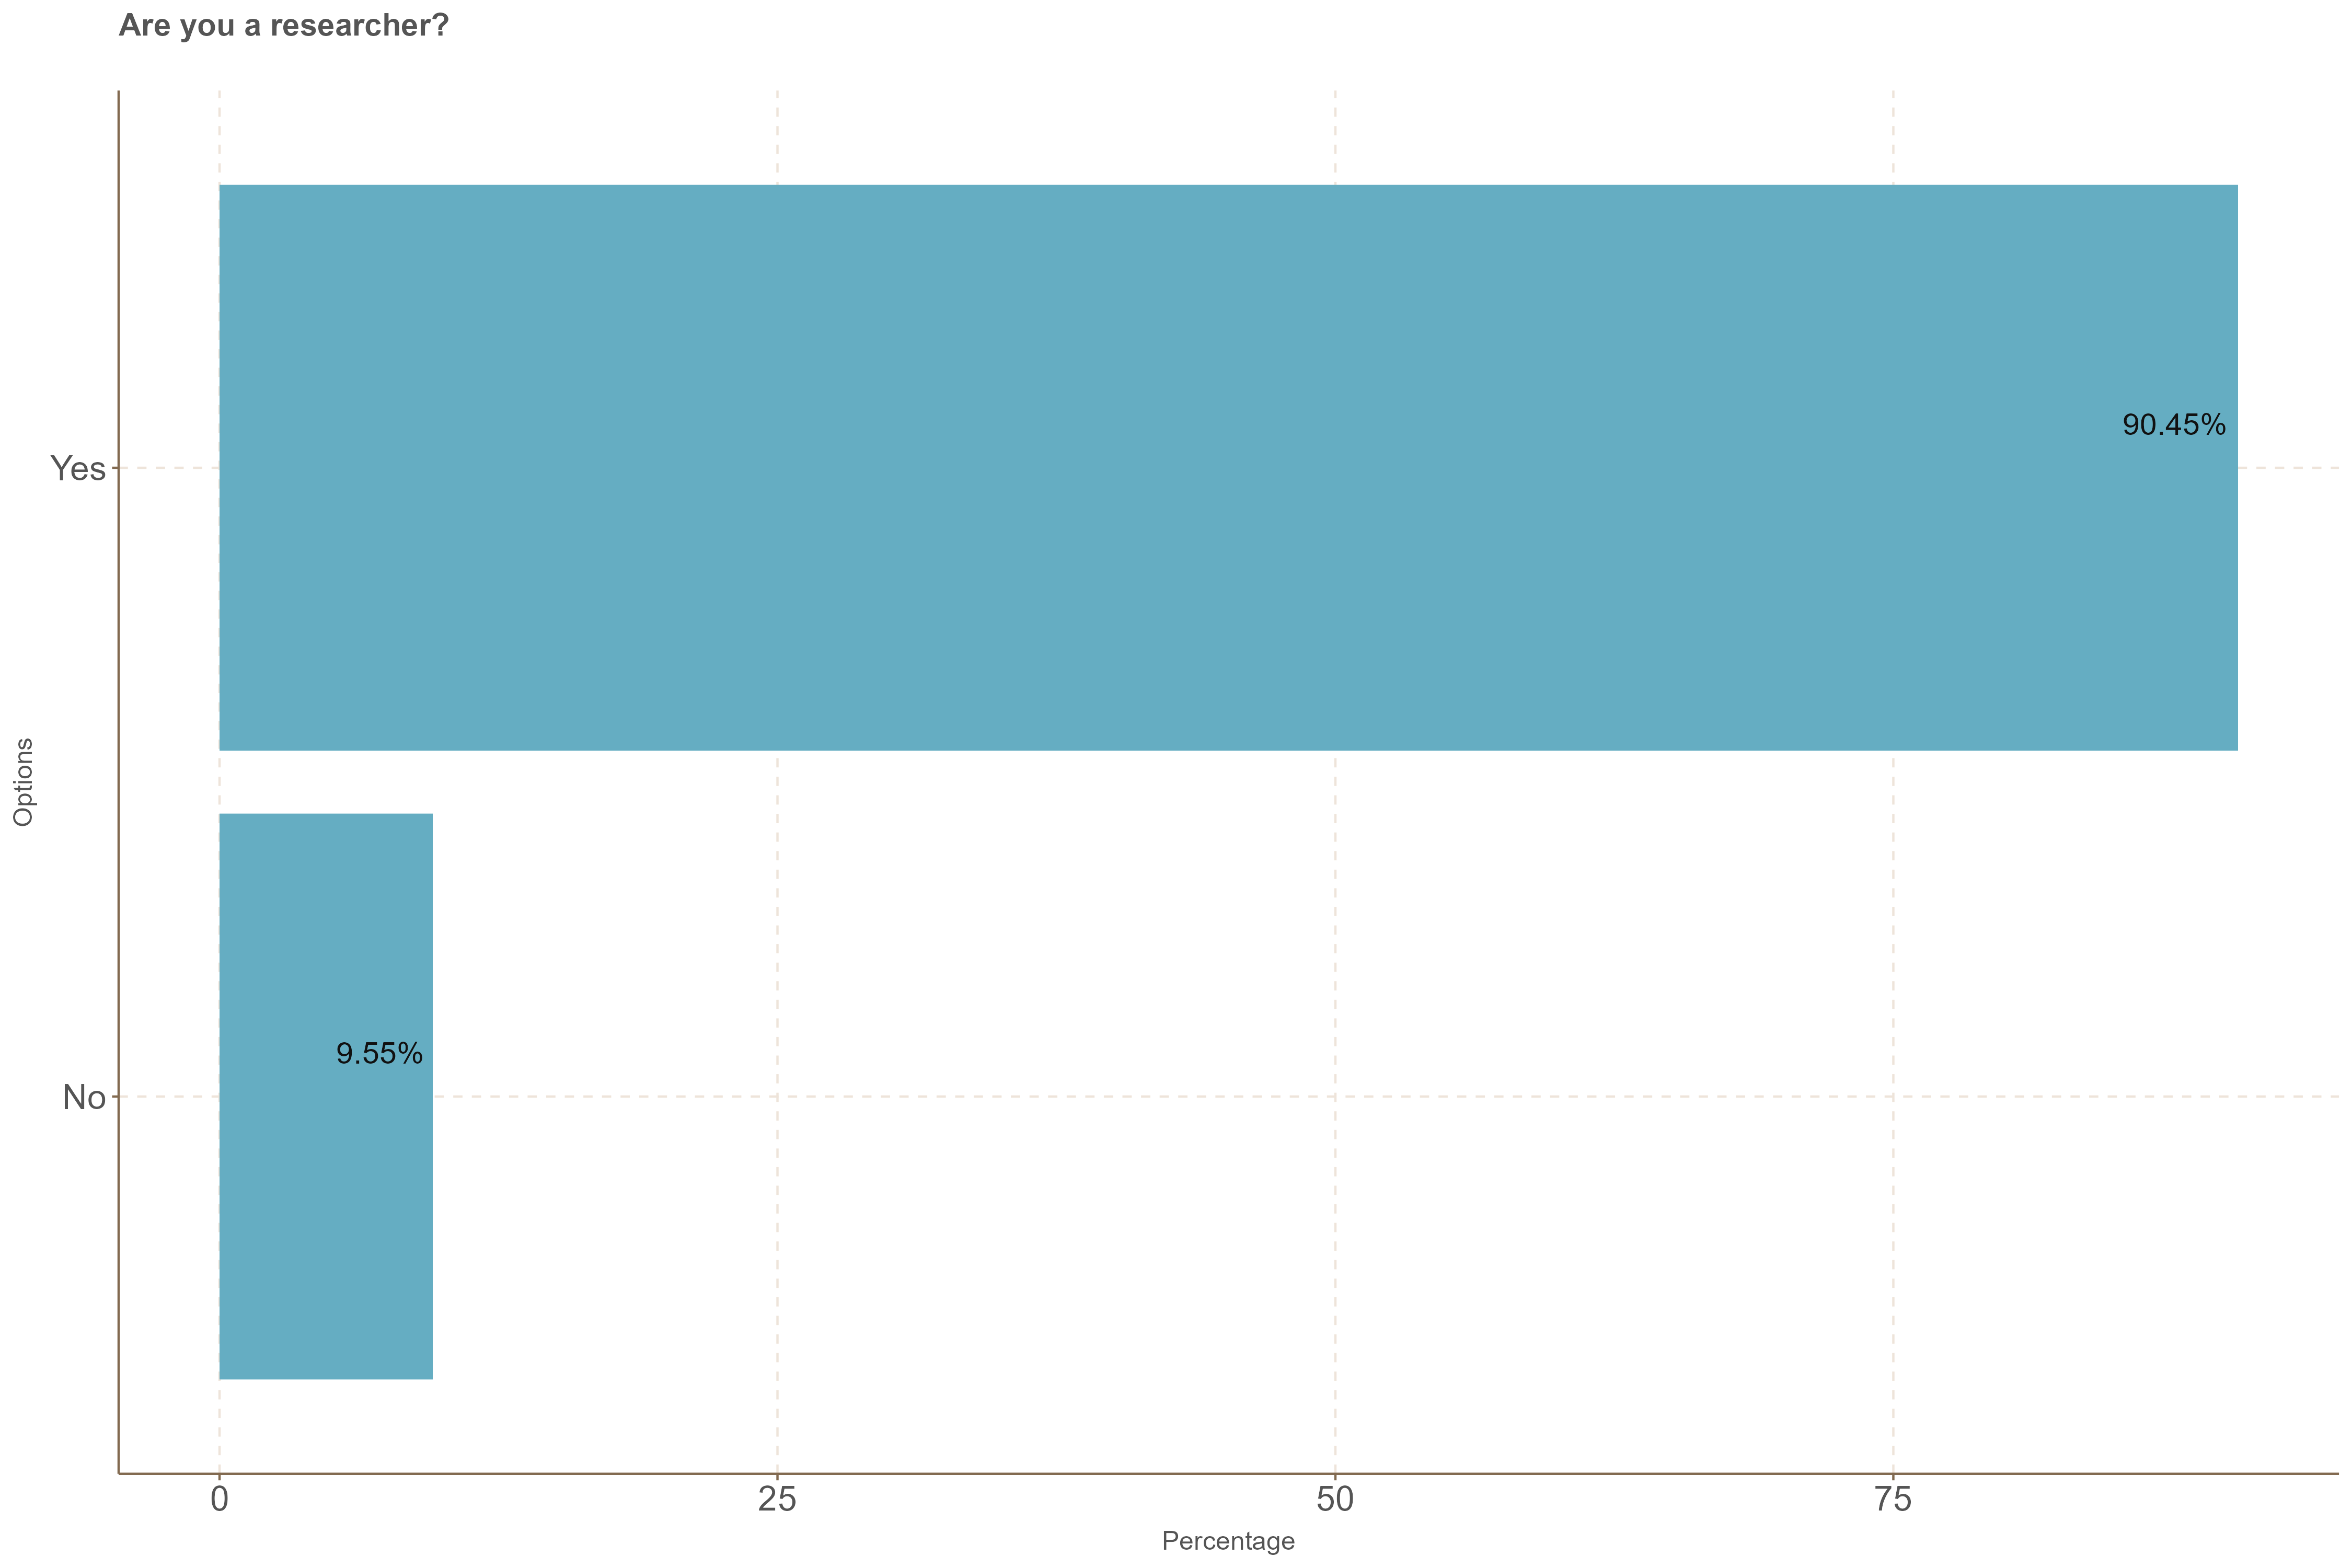 Are you a researcher?
90.45%
Yes
Options
9.55%
No
0 25 50 75
Percentage